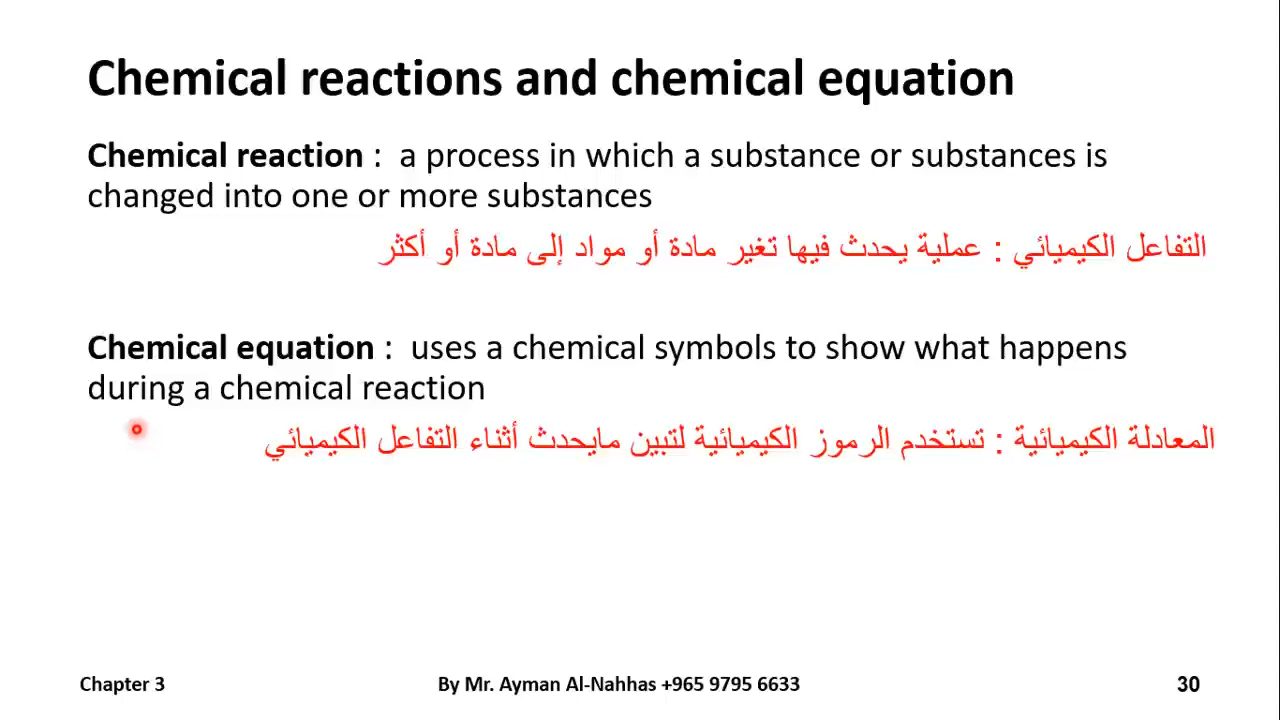 Chemical reactions and chemical equation
Chemical reaction : a process in which a substance or substances is
changed into one or more substances
التفاعل الكيميائي : عملية يحدث فيها تغير مادة أو مواد إلى مادة أو أكثر
Chemical equation : uses a chemical symbols to show what happens
during a chemical reaction
المعادلة الكيميائية : تستخدم الرموز الكيميائية لتبين مايحدث أثناء التفاعل الكيميائي
Chapter 3
By Mr. Ayman Al-Nahhas +965 9795 6633
30